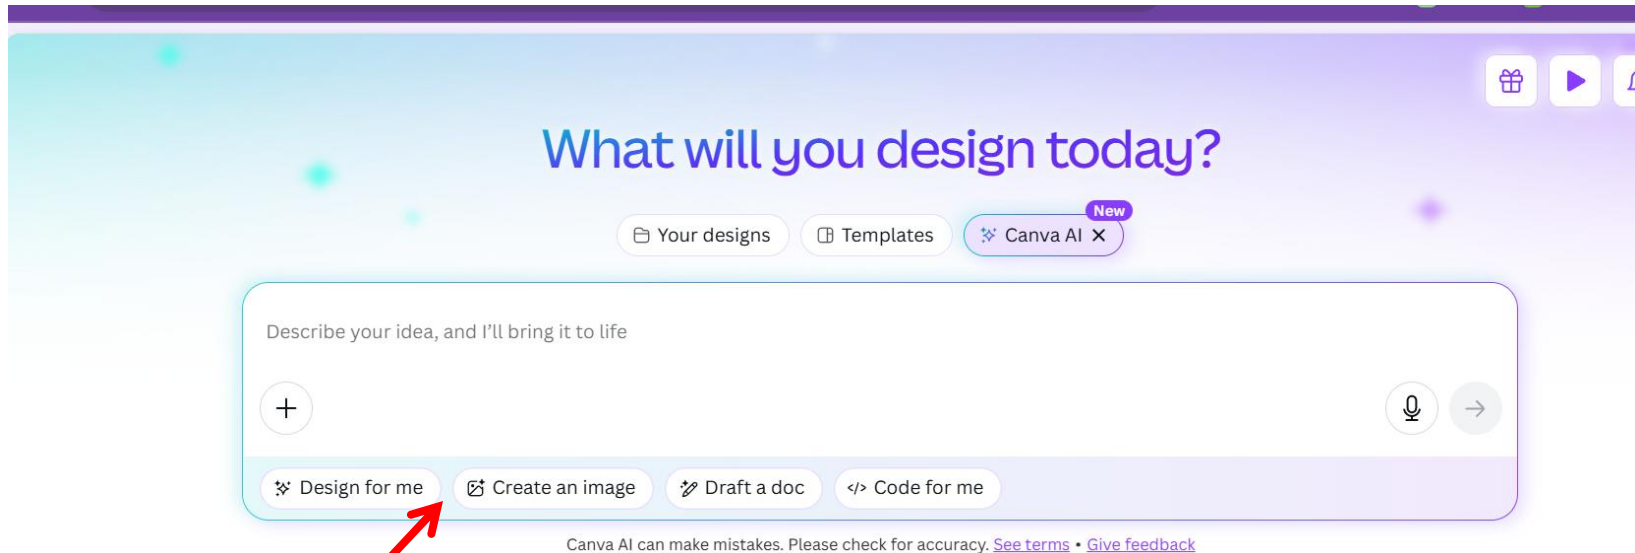 What will you design today?
New
Your designs
Templates
Canva AI
Describe your idea, and I’ll bring it to life
Design for me
Create an image
Draft a doc
</> Code for me
Canva AI can make mistakes. Please check for accuracy. See terms • Give feedback